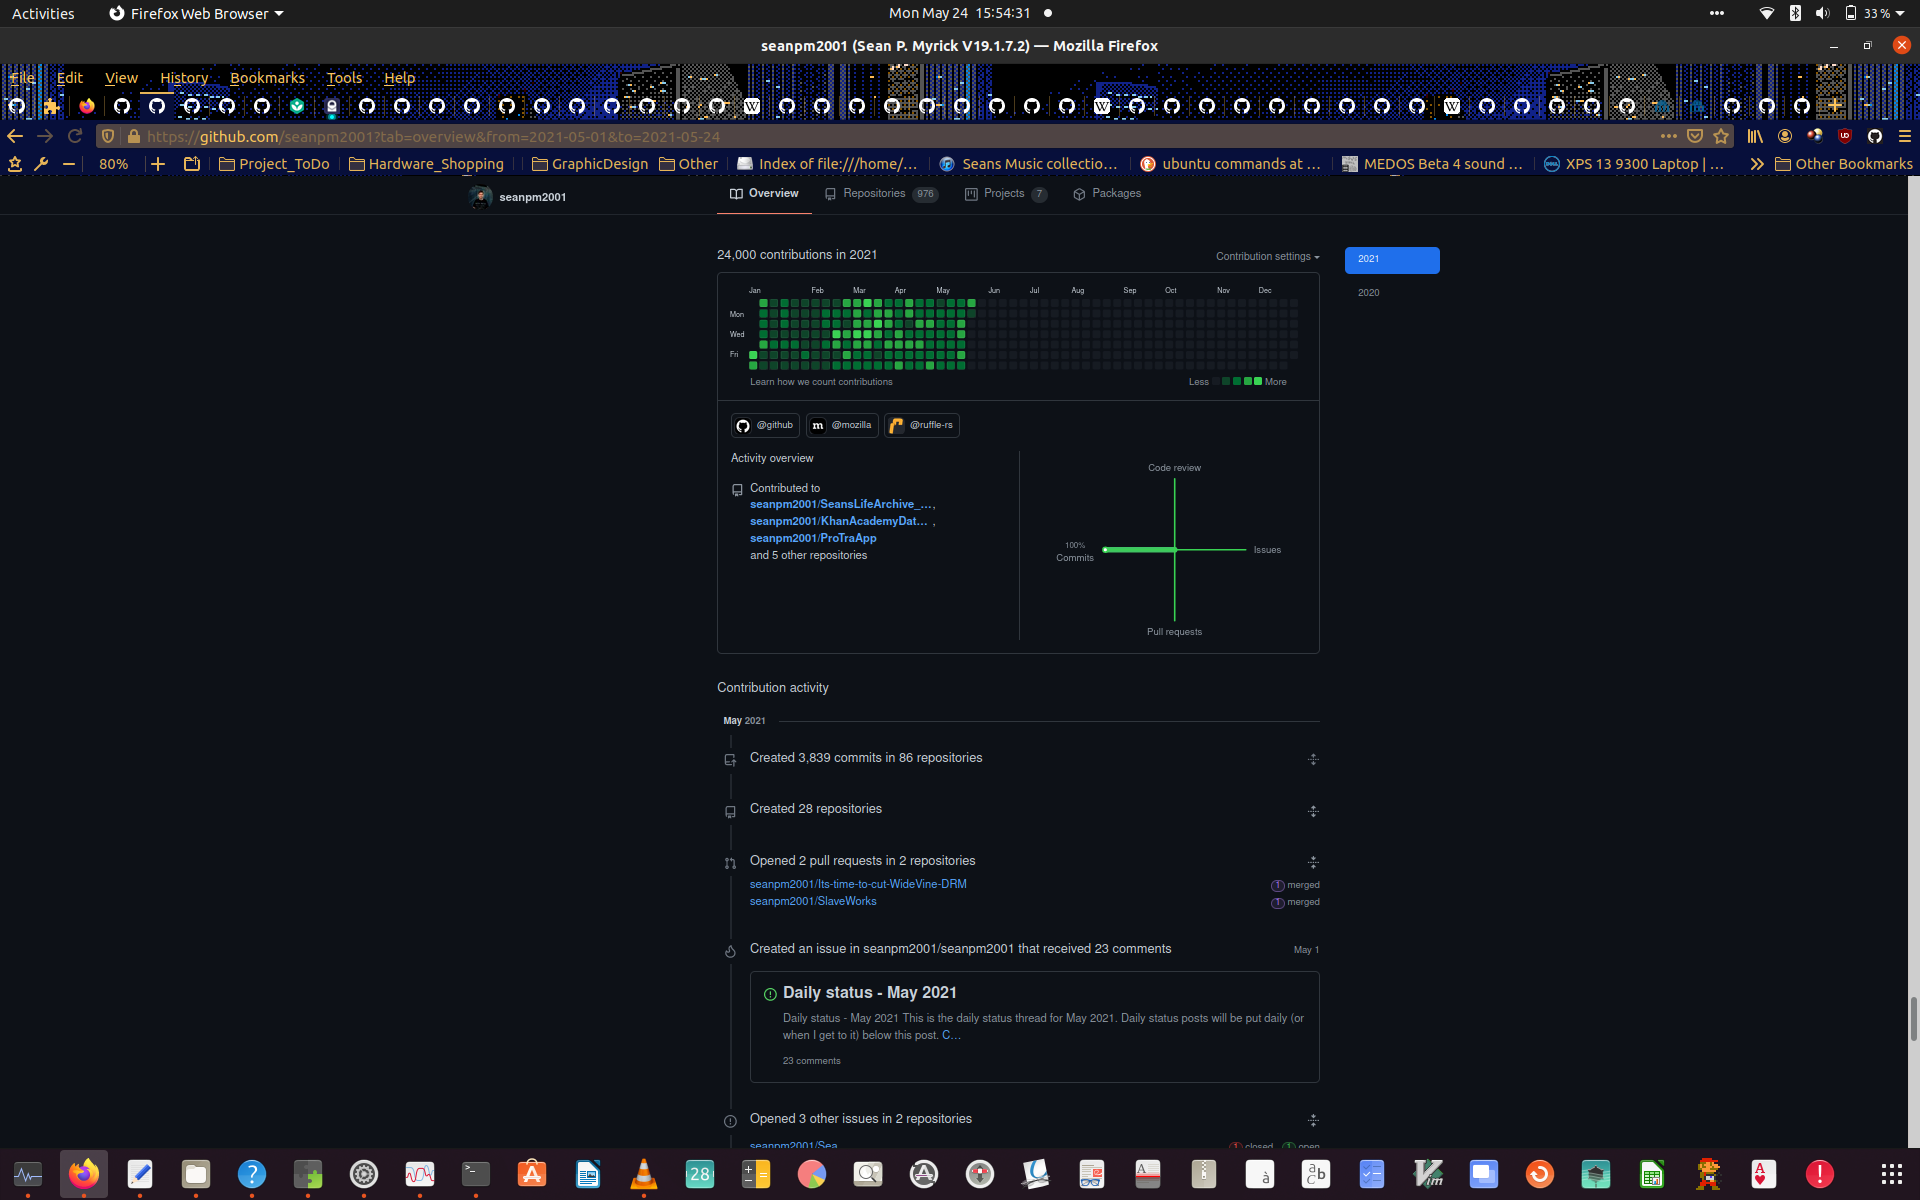 Activities
Firefox Web Browser
Mon May 24 15:54:31
33 %
seanpm2001 (Sean P. Myrick V19.1.7.2) — Mozilla Firefox
File Edit View History Bookmarks Tools Help
https://github.com/seanpm2001?tab=overview&from=2021-05-01&to=2021-05-24
80% Project_ToDo Hardware_Shopping GraphicDesign Other Index of file:///home/... Seans Music collectio... ubuntu commands at ... MEDOS Beta 4 sound ... XPS 13 9300 Laptop | ... Other Bookmarks
seanpm2001 Overview Repositories 976 Projects 7 Packages
24,000 contributions in 2021 Contribution settings
2021
2020
Jan Feb Mar Apr May Jun Jul Aug Sep Oct Nov Dec
Mon
Wed
Fri
Learn how we count contributions Less More
@github @mozilla @ruffle-rs
Activity overview
Contributed to
seanpm2001/SeansLifeArchive_... ,
seanpm2001/KhanAcademyDat... ,
seanpm2001/ProTraApp
and 5 other repositories
Code review
100%
Commits
Issues
Pull requests
Contribution activity
May 2021
Created 3,839 commits in 86 repositories
Created 28 repositories
Opened 2 pull requests in 2 repositories
seanpm2001/Its-time-to-cut-WideVine-DRM 1 merged
seanpm2001/SlaveWorks 1 merged
Created an issue in seanpm2001/seanpm2001 that received 23 comments May 1
Daily status - May 2021
Daily status - May 2021 This is the daily status thread for May 2021. Daily status posts will be put daily (or
when I get to it) below this post. C...
23 comments
Opened 3 other issues in 2 repositories
seanpm2001/Sea 1 closed 1 open
28